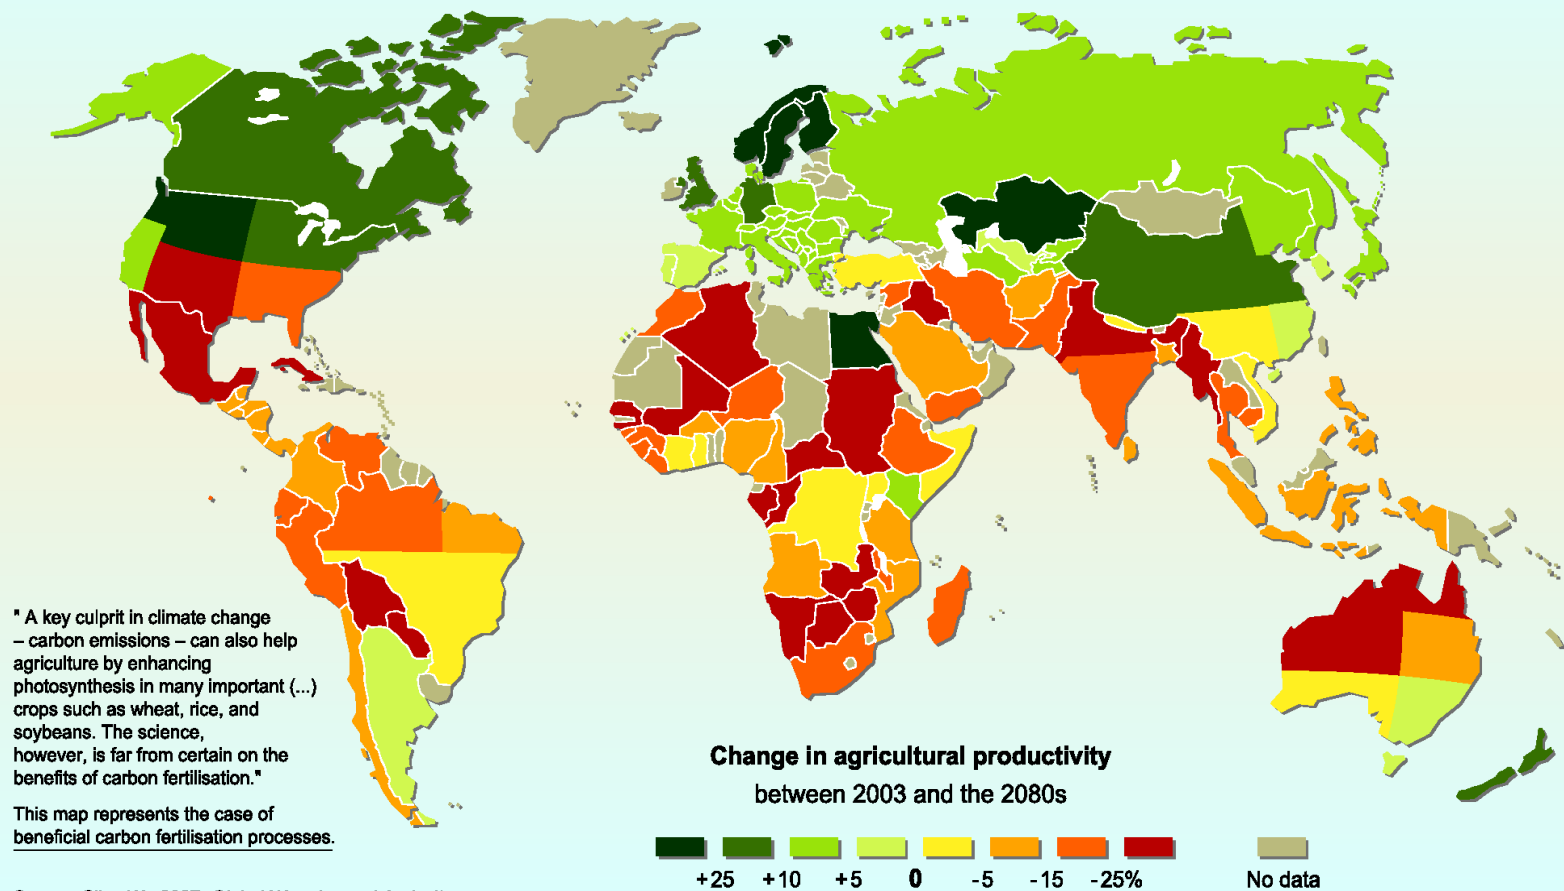 " A key culprit in climate change
– carbon emissions – can also help
agriculture by enhancing
photosynthesis in many important (...)
crops such as wheat, rice, and
soybeans. The science,
however, is far from certain on the
benefits of carbon fertilisation."
This map represents the case of
beneficial carbon fertilisation processes.
Change in agricultural productivity
between 2003 and the 2080s
+25 +10 +5 0 -5 -15 -25% No data